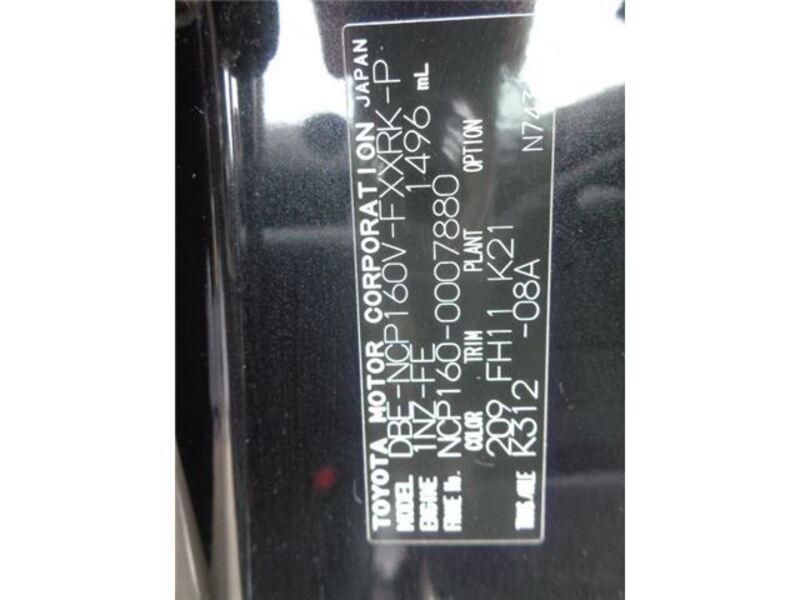 TOYOTA MOTOR CORPORATION JAPAN
MODEL DBE-NCP160V-FXXRK-P
ENGINE 1NZ-FE 1496 mL
FRAME No. NCP160-0007880
COLOR TRIM PLANT OPTION
209 FH11 K21
TRANS./AXLE K312 -08A